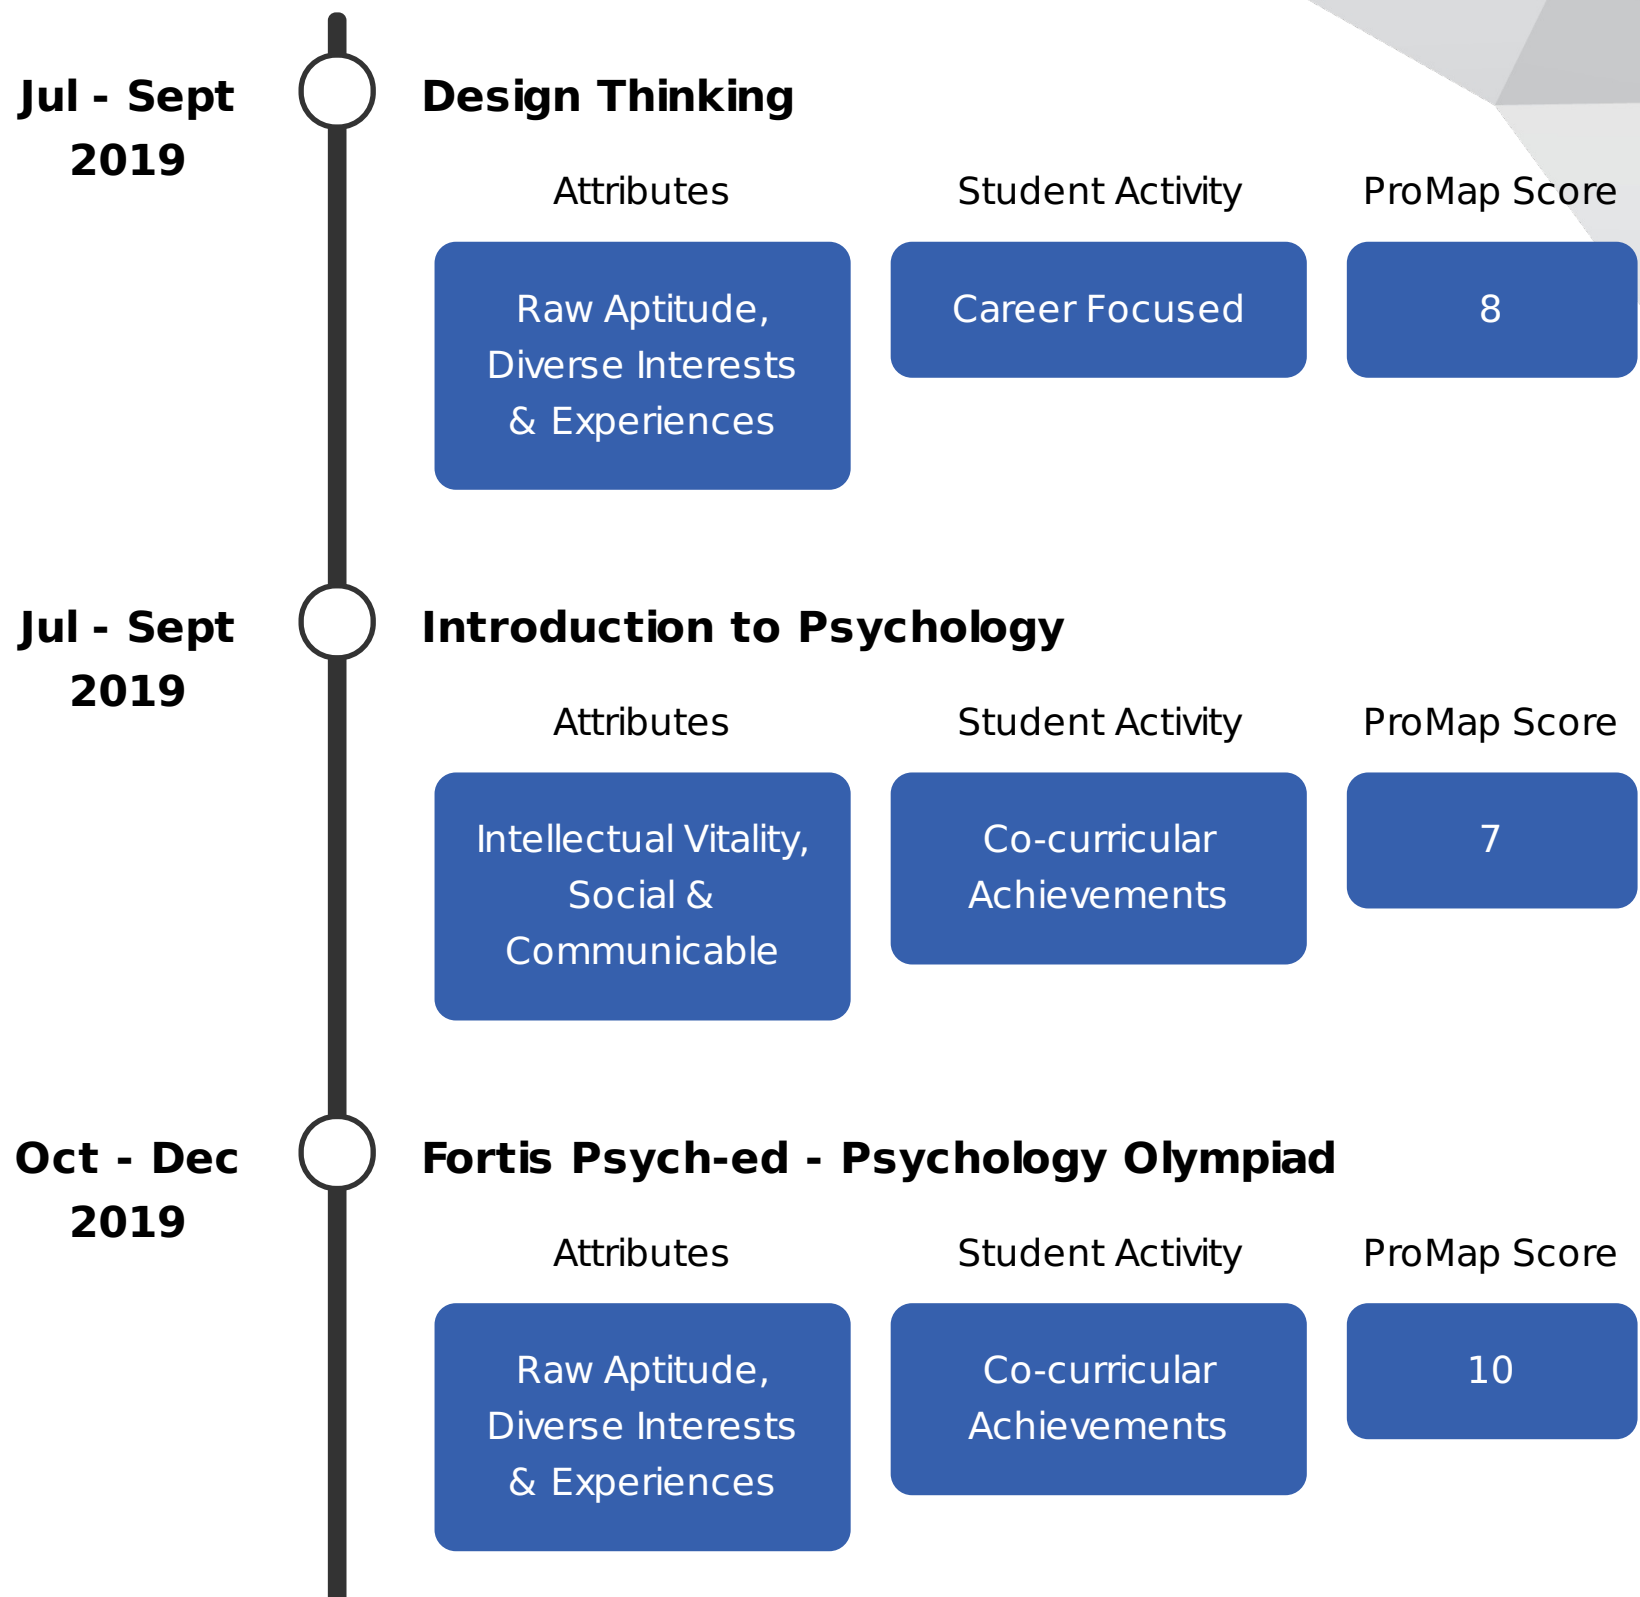 Jul - Sept
2019
Design Thinking
Attributes
Student Activity
ProMap Score
Raw Aptitude,
Diverse Interests
& Experiences
Career Focused
8
Jul - Sept
2019
Introduction to Psychology
Attributes
Student Activity
ProMap Score
Intellectual Vitality,
Social &
Communicable
Co-curricular
Achievements
7
Oct - Dec
2019
Fortis Psych-ed - Psychology Olympiad
Attributes
Student Activity
ProMap Score
Raw Aptitude,
Diverse Interests
& Experiences
Co-curricular
Achievements
10